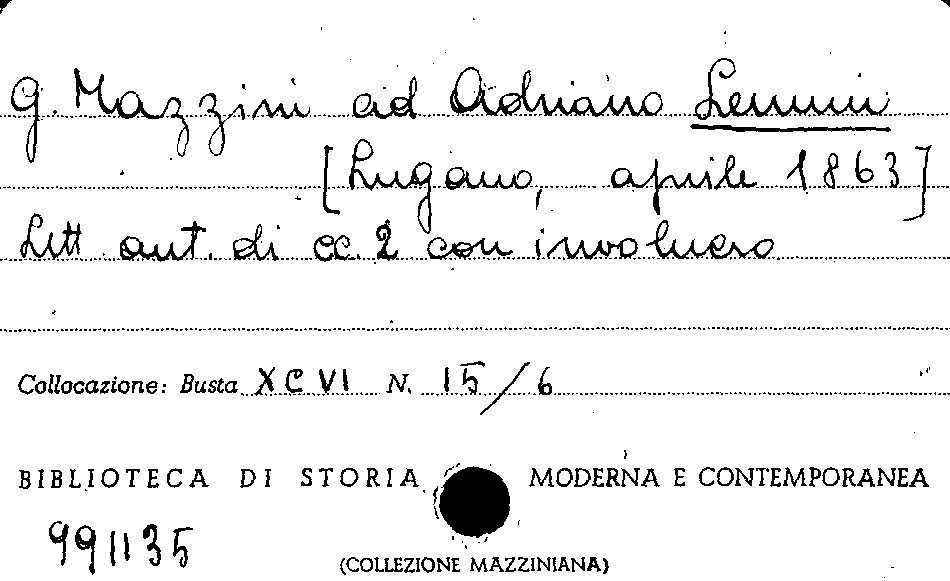 G. Mazzini ad Adriano Lemmi
[Lugano, aprile 1863]
Lett. aut. di cc. 2 con involucro
Collocazione: Busta XCVI N. 15/6
BIBLIOTECA DI STORIA MODERNA E CONTEMPORANEA
991135
(COLLEZIONE MAZZINIANA)